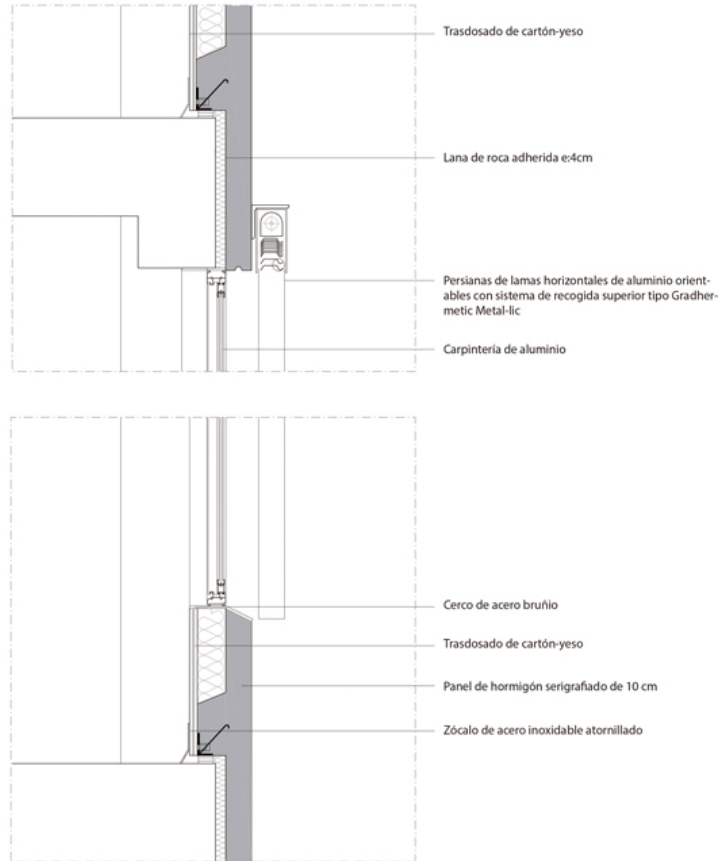 Trasdosado de cartón-yeso
Lana de roca adherida e:4cm
Persianas de lamas horizontales de aluminio orient-
ables con sistema de recogida superior tipo Gradher-
metic Metal-lic
Carpintería de aluminio
Cerco de acero bruñio
Trasdosado de cartón-yeso
Panel de hormigón serigrafiado de 10 cm
Zócalo de acero inoxidable atornillado